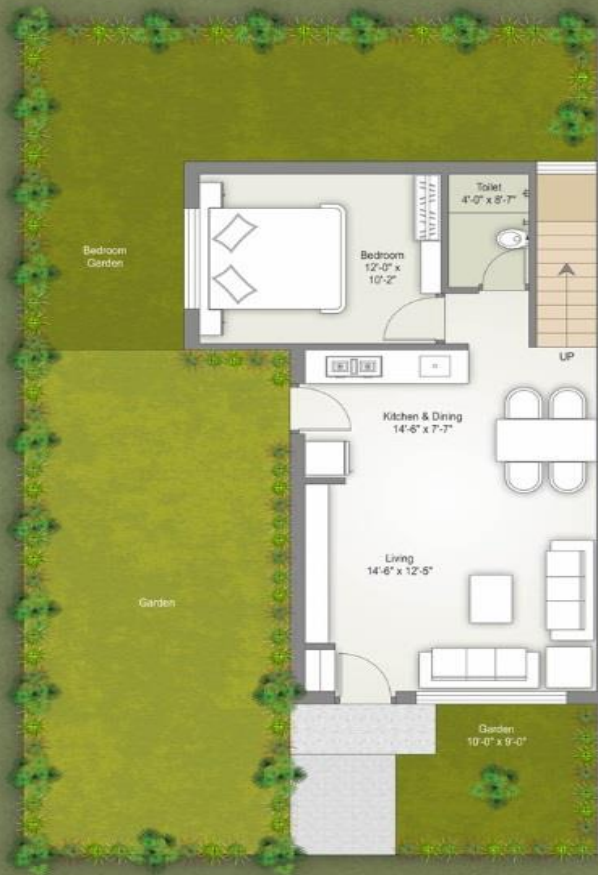 Toilet
4'-0" x 8'-7"
Bedroom
Garden
Bedroom
12'-0" x
10'-2"
UP
Kitchen & Dining
14'-6" x 7'-7"
Living
14'-6" x 12'-5"
Garden
Garden
10'-0" x 9'-0"